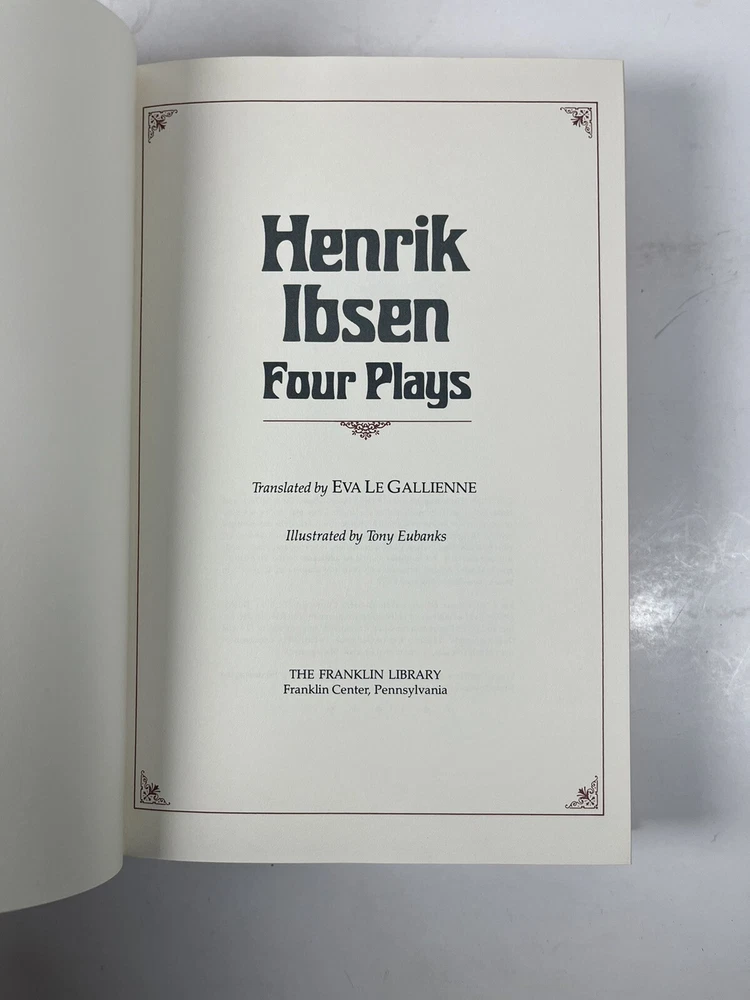 Henrik
Ibsen
Four Plays
Translated by EVA LE GALLIENNE
Illustrated by Tony Eubanks
THE FRANKLIN LIBRARY
Franklin Center, Pennsylvania